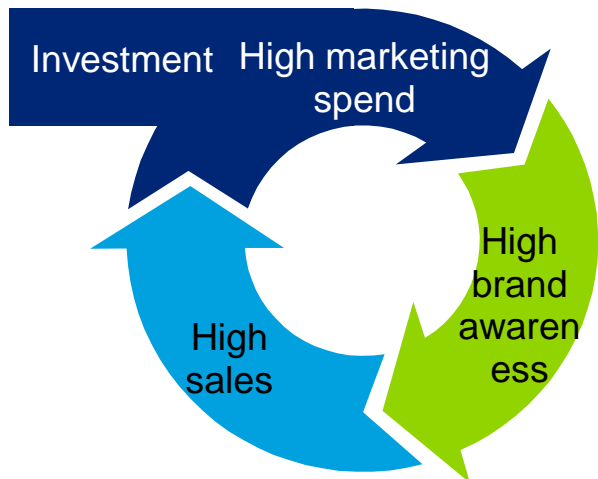 Investment
High marketing
spend
High
brand
awaren
ess
High
sales